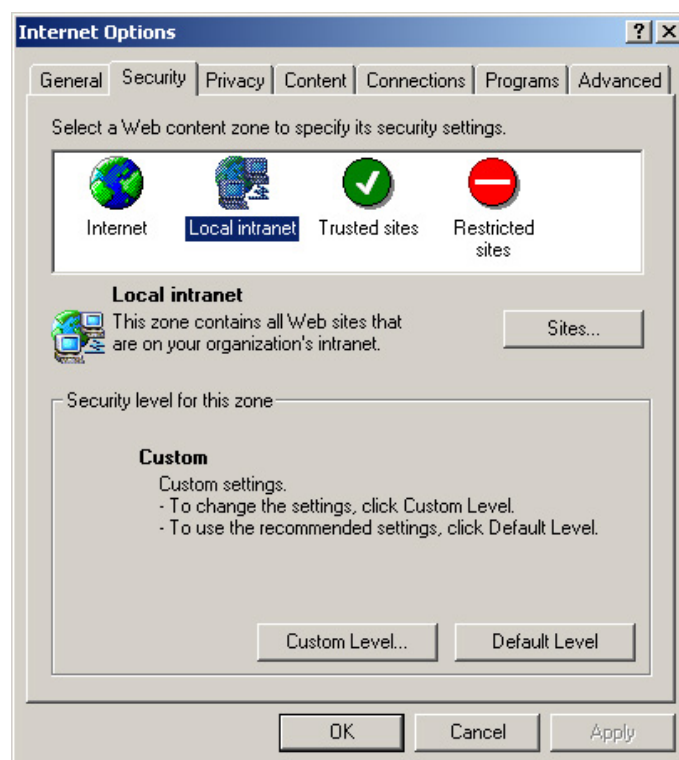 Internet Options
? X
General Security Privacy Content Connections Programs Advanced
Select a Web content zone to specify its security settings.
Internet Local intranet Trusted sites Restricted
sites
Local intranet
This zone contains all Web sites that
are on your organization's intranet.
Sites...
Security level for this zone
Custom
Custom settings.
- To change the settings, click Custom Level.
- To use the recommended settings, click Default Level.
Custom Level... Default Level
OK Cancel Apply